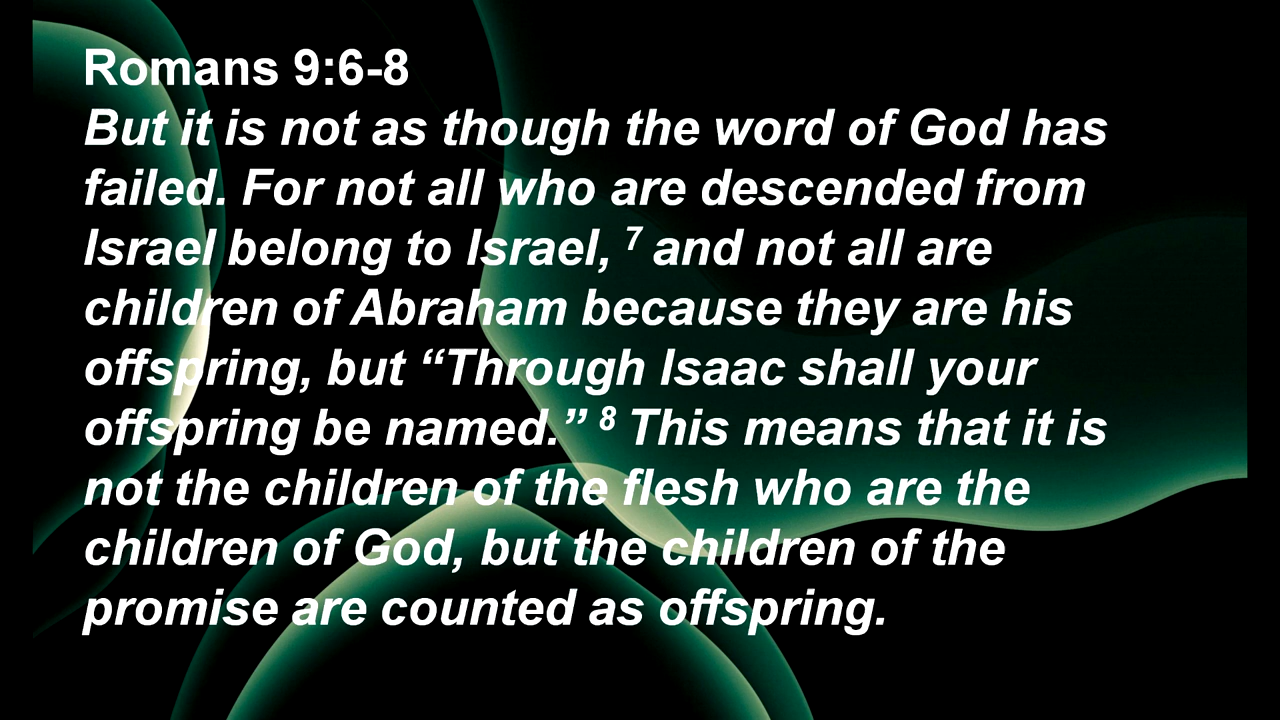 Romans 9:6-8
But it is not as though the word of God has
failed. For not all who are descended from
Israel belong to Israel, 7 and not all are
children of Abraham because they are his
offspring, but “Through Isaac shall your
offspring be named.” 8 This means that it is
not the children of the flesh who are the
children of God, but the children of the
promise are counted as offspring.